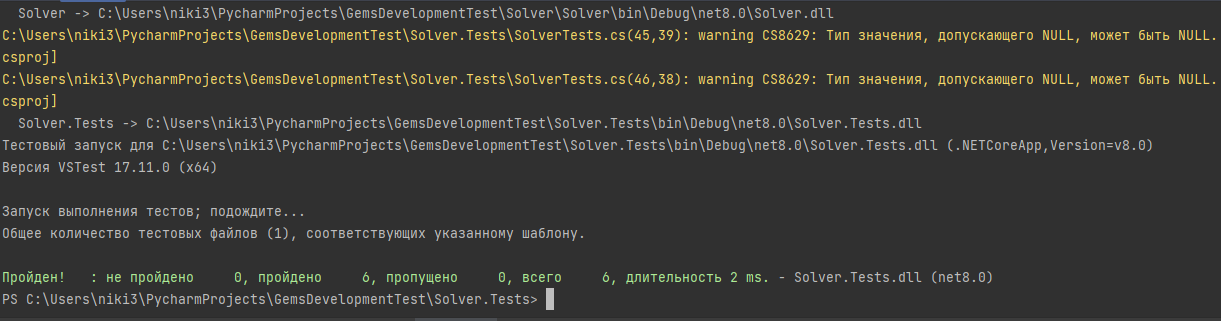 Solver -> C:\Users\niki3\PycharmProjects\GemsDevelopmentTest\Solver\Solver\bin\Debug\net8.0\Solver.dll
C:\Users\niki3\PycharmProjects\GemsDevelopmentTest\Solver.Tests\SolverTests.cs(45,39): warning CS8629: Тип значения, допускающего NULL, может быть NULL.
csproj]
C:\Users\niki3\PycharmProjects\GemsDevelopmentTest\Solver.Tests\SolverTests.cs(46,38): warning CS8629: Тип значения, допускающего NULL, может быть NULL.
csproj]
Solver.Tests -> C:\Users\niki3\PycharmProjects\GemsDevelopmentTest\Solver.Tests\bin\Debug\net8.0\Solver.Tests.dll
Тестовый запуск для C:\Users\niki3\PycharmProjects\GemsDevelopmentTest\Solver.Tests\bin\Debug\net8.0\Solver.Tests.dll (.NETCoreApp,Version=v8.0)
Версия VSTest 17.11.0 (x64)
Запуск выполнения тестов; подождите...
Общее количество тестовых файлов (1), соответствующих указанному шаблону.
Пройден!   : не пройдено     0, пройдено     6, пропущено     0, всего     6, длительность 2 ms. - Solver.Tests.dll (net8.0)
PS C:\Users\niki3\PycharmProjects\GemsDevelopmentTest\Solver.Tests>